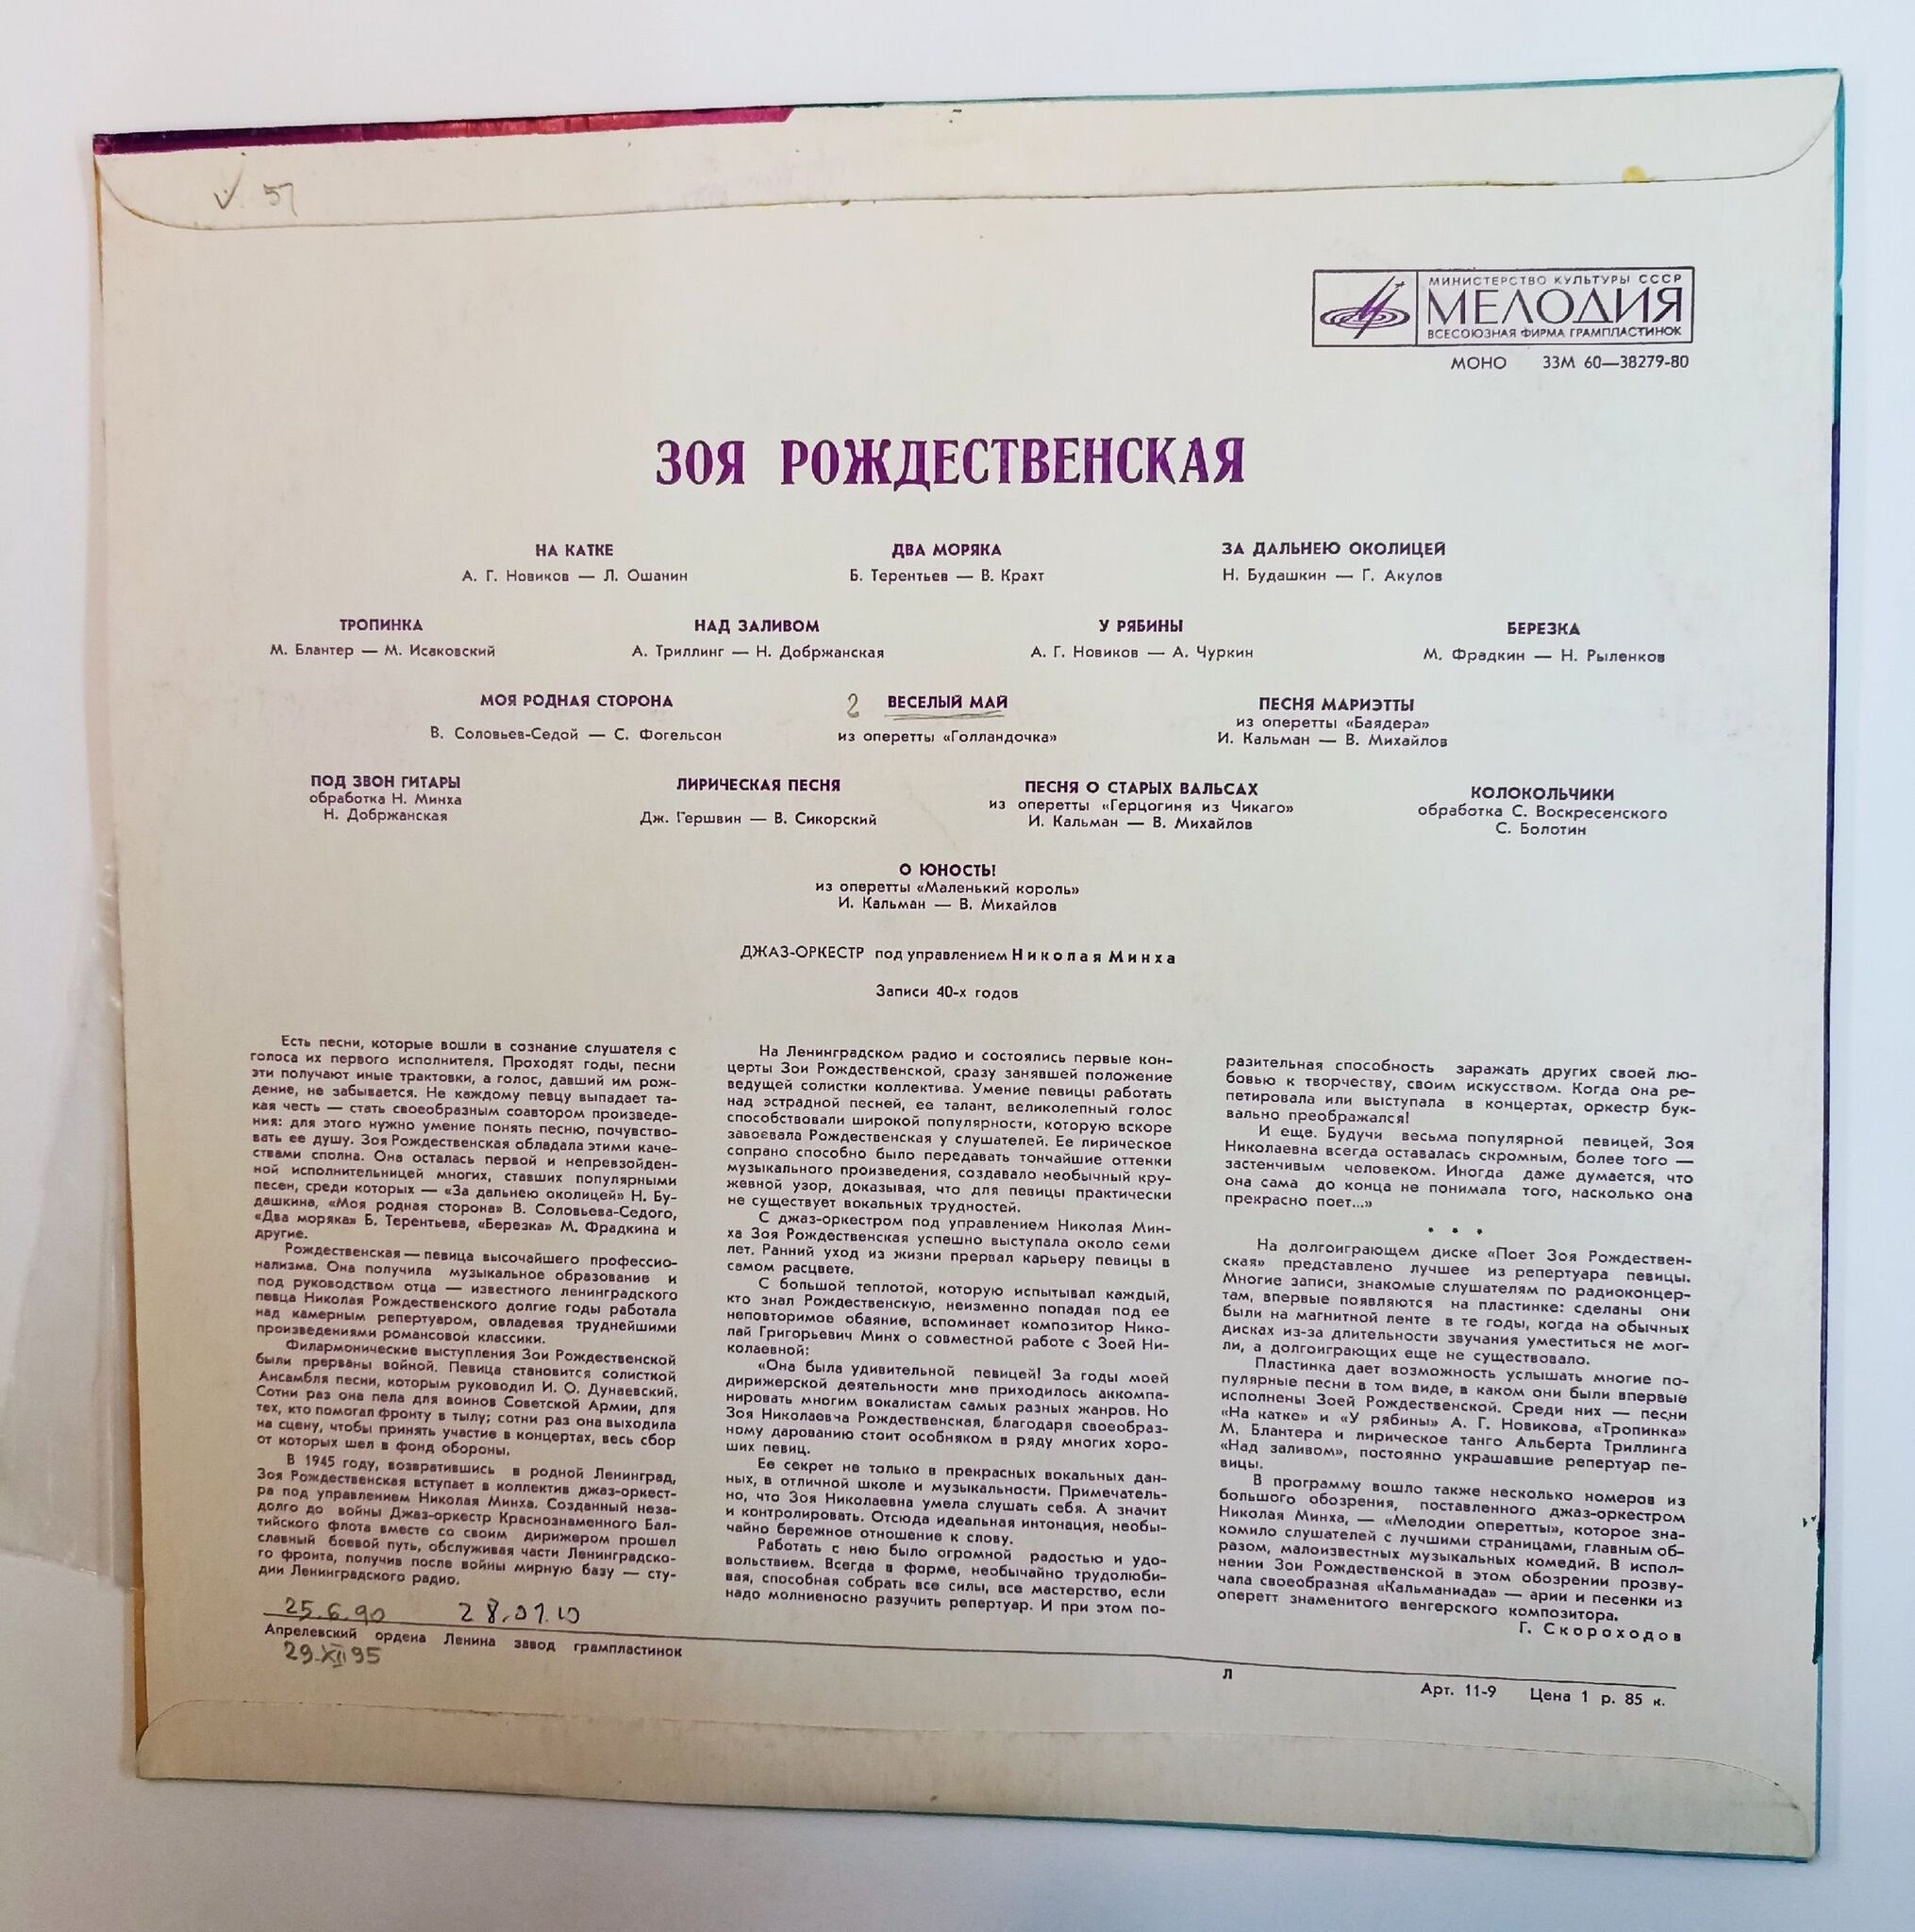 V 57
МИНИСТЕРСТВО КУЛЬТУРЫ СССР
МЕЛОДИЯ
ВСЕСОЮЗНАЯ ФИРМА ГРАМПЛАСТИНОК
МОНО 33М 60—38279-80
ЗОЯ РОЖДЕСТВЕНСКАЯ
НА КАТКЕ
А. Г. Новиков — Л. Ошанин
ДВА МОРЯКА
Б. Терентьев — В. Крахт
ЗА ДАЛЬНЕЮ ОКОЛИЦЕЙ
Н. Будашкин — Г. Акулов
ТРОПИНКА
М. Блантер — М. Исаковский
НАД ЗАЛИВОМ
А. Триллинг — Н. Добржанская
У РЯБИНЫ
А. Г. Новиков — А. Чуркин
БЕРЕЗКА
М. Фрадкин — Н. Рыленков
МОЯ РОДНАЯ СТОРОНА
В. Соловьев-Седой — С. Фогельсон
2 ВЕСЕЛЫЙ МАЙ
из оперетты «Голландочка»
ПЕСНЯ МАРИЭТТЫ
из оперетты «Баядера»
И. Кальман — В. Михайлов
ПОД ЗВОН ГИТАРЫ
обработка Н. Минха
Н. Добржанская
ЛИРИЧЕСКАЯ ПЕСНЯ
Дж. Гершвин — В. Сикорский
ПЕСНЯ О СТАРЫХ ВАЛЬСАХ
из оперетты «Герцогиня из Чикаго»
И. Кальман — В. Михайлов
КОЛОКОЛЬЧИКИ
обработка С. Воскресенского
С. Болотин
О ЮНОСТЬ!
из оперетты «Маленький король»
И. Кальман — В. Михайлов
ДЖАЗ-ОРКЕСТР под управлением Николая Минха
Записи 40-х годов
Есть песни, которые вошли в сознание слушателя с
голоса их первого исполнителя. Проходят годы, песни
эти получают иные трактовки, а голос, давший им рож-
дение, не забывается. Не каждому певцу выпадает та-
кая честь — стать своеобразным соавтором произведе-
ния: для этого нужно умение понять песню, почувство-
вать ее душу. Зоя Рождественская обладала этими каче-
ствами сполна. Она осталась первой и непревзойден-
ной исполнительницей многих, ставших популярными
песен, среди которых — «За дальнею околицей» Н. Бу-
дашкина, «Моя родная сторона» В. Соловьева-Седого,
«Два моряка» Б. Терентьева, «Березка» М. Фрадкина и
другие.
Рождественская — певица высочайшего профессио-
нализма. Она получила музыкальное образование и
под руководством отца — известного ленинградского
певца Николая Рождественского долгие годы работала
над камерным репертуаром, овладевая труднейшими
произведениями романсовой классики.
Филармонические выступления Зои Рождественской
были прерваны войной. Певица становится солисткой
Ансамбля песни, которым руководил И. О. Дунаевский.
Сотни раз она пела для воинов Советской Армии, для
тех, кто помогал фронту в тылу; сотни раз она выходила
на сцену, чтобы принять участие в концертах, весь сбор
от которых шел в фонд обороны.
В 1945 году, возвратившись в родной Ленинград,
Зоя Рождественская вступает в коллектив джаз-оркест-
ра под управлением Николая Минха. Созданный неза-
долго до войны Джаз-оркестр Краснознаменного Бал-
тийского флота вместе со своим дирижером прошел
славный боевой путь, обслуживая части Ленинградско-
го фронта, получив после войны мирную базу — сту-
дии Ленинградского радио.
На Ленинградском радио и состоялись первые кон-
церты Зои Рождественской, сразу занявшей положение
ведущей солистки коллектива. Умение певицы работать
над эстрадной песней, ее талант, великолепный голос
способствовали широкой популярности, которую вскоре
завоевала Рождественская у слушателей. Ее лирическое
сопрано способно было передавать тончайшие оттенки
музыкального произведения, создавало необычный кру-
жевной узор, доказывая, что для певицы практически
не существует вокальных трудностей.
С джаз-оркестром под управлением Николая Мин-
ха Зоя Рождественская успешно выступала около семи
лет. Ранний уход из жизни прервал карьеру певицы в
самом расцвете.
С большой теплотой, которую испытывал каждый,
кто знал Рождественскую, неизменно попадая под ее
неповторимое обаяние, вспоминает композитор Нико-
лай Григорьевич Минх о совместной работе с Зоей Ни-
колаевной:
«Она была удивительной певицей! За годы моей
дирижерской деятельности мне приходилось аккомпа-
нировать многим вокалистам самых разных жанров. Но
Зоя Николаевча Рождественская, благодаря своеобраз-
ному дарованию стоит особняком в ряду многих хоро-
ших певиц.
Ее секрет не только в прекрасных вокальных дан-
ных, в отличной школе и музыкальности. Примечатель-
но, что Зоя Николаевна умела слушать себя. А значит
и контролировать. Отсюда идеальная интонация, необы-
чайно бережное отношение к слову.
Работать с нею было огромной радостью и удо-
вольствием. Всегда в форме, необычайно трудолюби-
вая, способная собрать все силы, все мастерство, если
надо молниеносно разучить репертуар. И при этом по-
разительная способность заражать других своей лю-
бовью к творчеству, своим искусством. Когда она ре-
петировала или выступала в концертах, оркестр бук-
вально преображался!
И еще. Будучи весьма популярной певицей, Зоя
Николаевна всегда оставалась скромным, более того —
застенчивым человеком. Иногда даже думается, что
она сама до конца не понимала того, насколько она
прекрасно поет...»
• • •
На долгоиграющем диске «Поет Зоя Рождествен-
ская» представлено лучшее из репертуара певицы.
Многие записи, знакомые слушателям по радиоконцер-
там, впервые появляются на пластинке: сделаны они
были на магнитной ленте в те годы, когда на обычных
дисках из-за длительности звучания уместиться не мог-
ли, а долгоиграющих еще не существовало.
Пластинка дает возможность услышать многие по-
пулярные песни в том виде, в каком они были впервые
исполнены Зоей Рождественской. Среди них — песни
«На катке» и «У рябины» А. Г. Новикова, «Тропинка»
М. Блантера и лирическое танго Альберта Триллинга
«Над заливом», постоянно украшавшие репертуар пе-
вицы.
В программу вошло также несколько номеров из
большого обозрения, поставленного джаз-оркестром
Николая Минха, — «Мелодии оперетты», которое зна-
комило слушателей с лучшими страницами, главным об-
разом, малоизвестных музыкальных комедий. В испол-
нении Зои Рождественской в этом обозрении прозву-
чала своеобразная «Кальманиада» — арии и песенки из
оперетт знаменитого венгерского композитора.
Г. Скороходов
25.6.90 28.01.10
Апрелевский ордена Ленина завод грампластинок
29.XII95
Л
Арт. 11-9 Цена 1 р. 85 к.